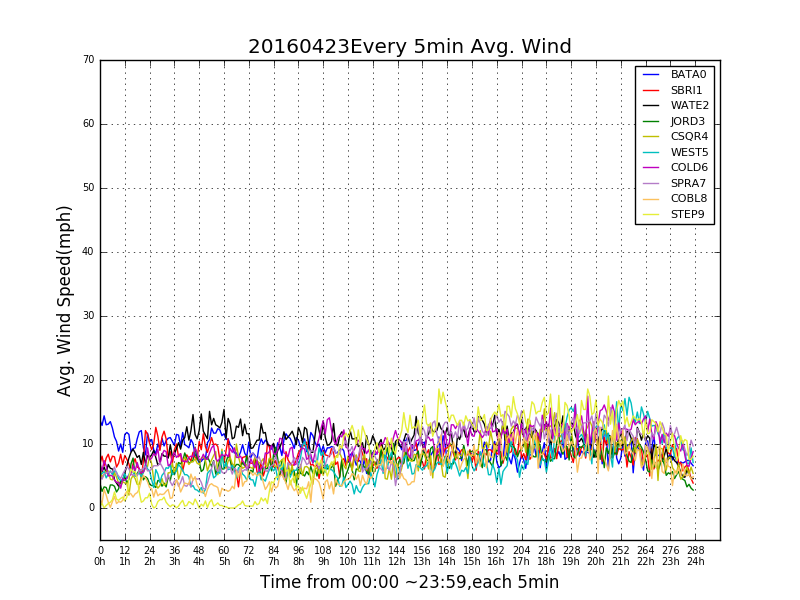 20160423Every 5min Avg. Wind
70
60
50
40
30
20
10
0
Avg. Wind Speed(mph)
BATA0
SBRI1
WATE2
JORD3
CSQR4
WEST5
COLD6
SPRA7
COBL8
STEP9
0 12 24 36 48 60 72 84 96 108 120 132 144 156 168 180 192 204 216 228 240 252 264 276 288
0h 1h 2h 3h 4h 5h 6h 7h 8h 9h 10h 11h 12h 13h 14h 15h 16h 17h 18h 19h 20h 21h 22h 23h 24h
Time from 00:00 ~23:59,each 5min